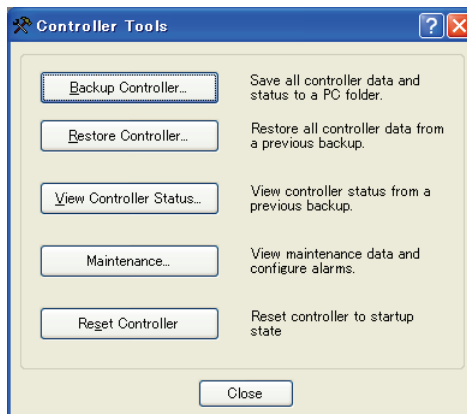 Controller Tools
Backup Controller...
Save all controller data and
status to a PC folder.
Restore Controller...
Restore all controller data from
a previous backup.
View Controller Status...
View controller status from a
previous backup.
Maintenance...
View maintenance data and
configure alarms.
Reset Controller
Reset controller to startup
state
Close